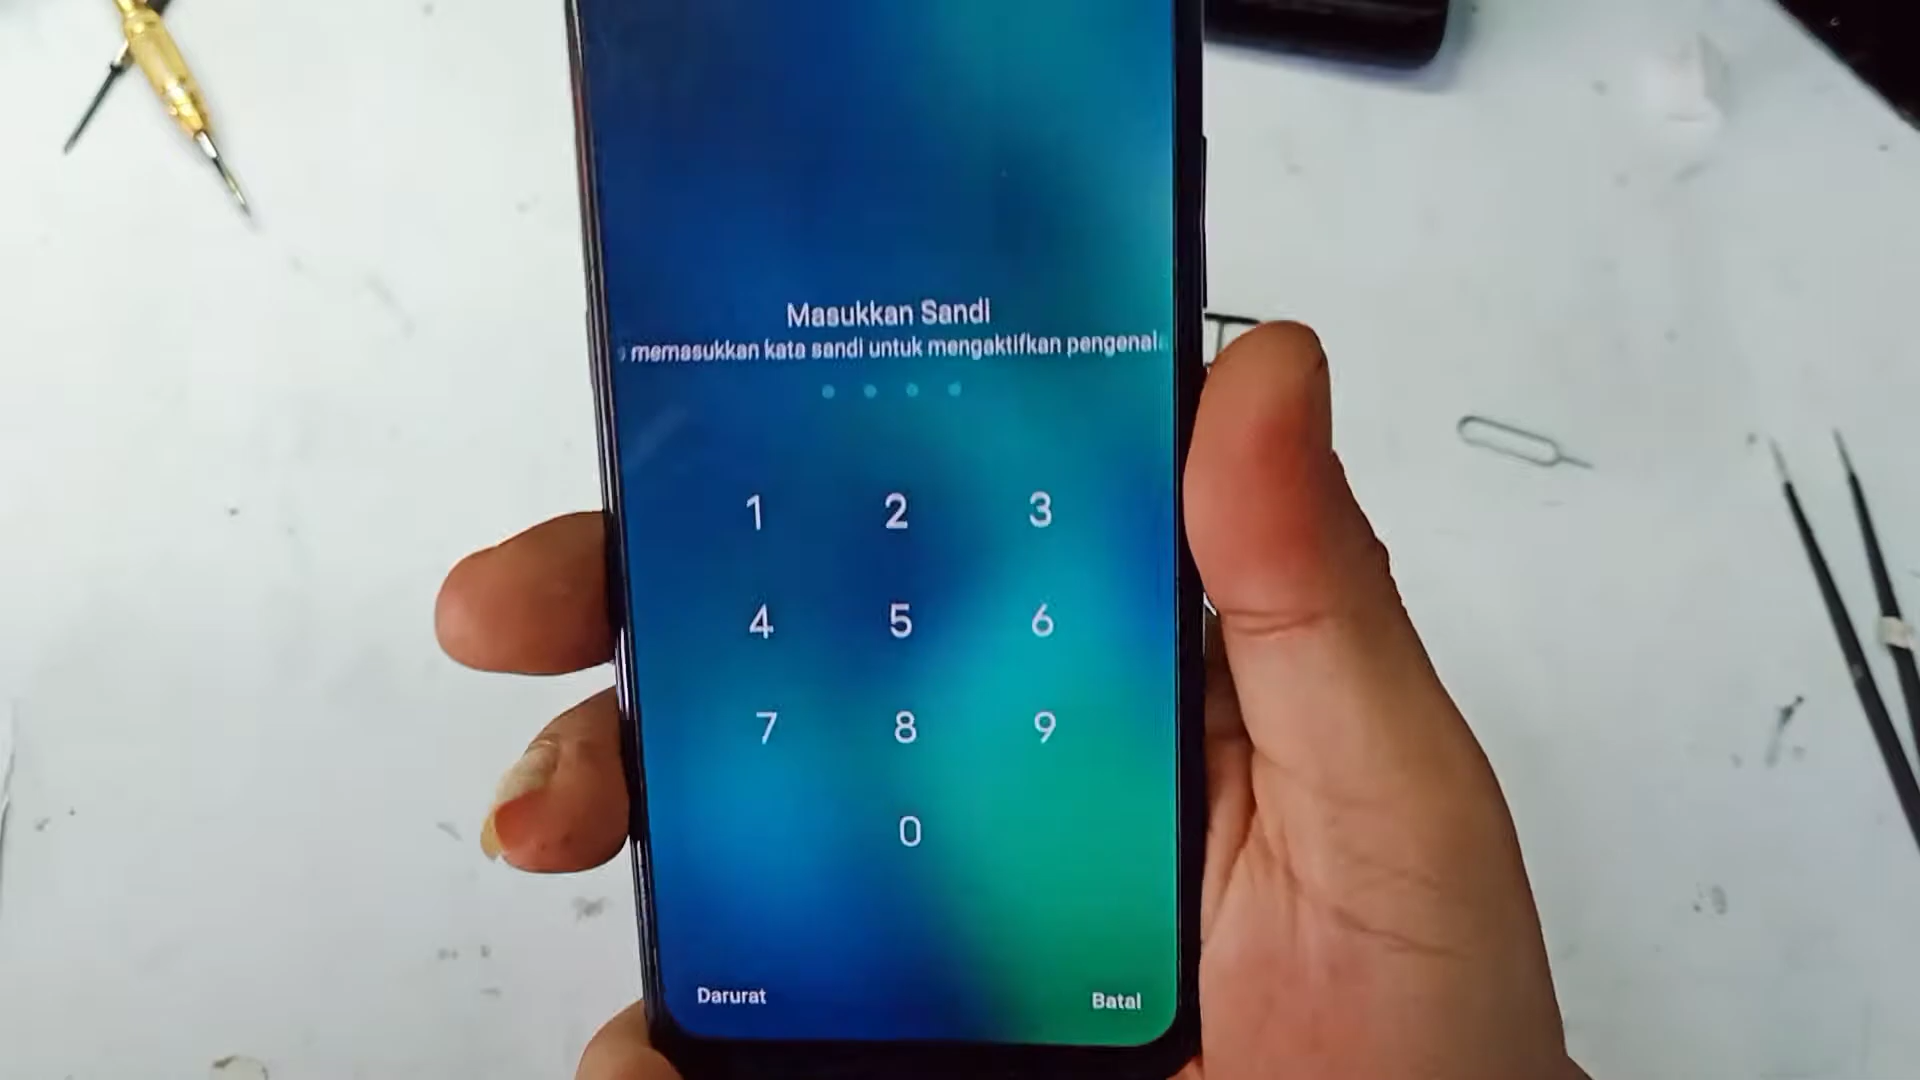 Masukkan Sandi
memasukkan kata sandi untuk mengaktifkan
1 2 3
4 5 6
7 8 9
0
Darurat Batal